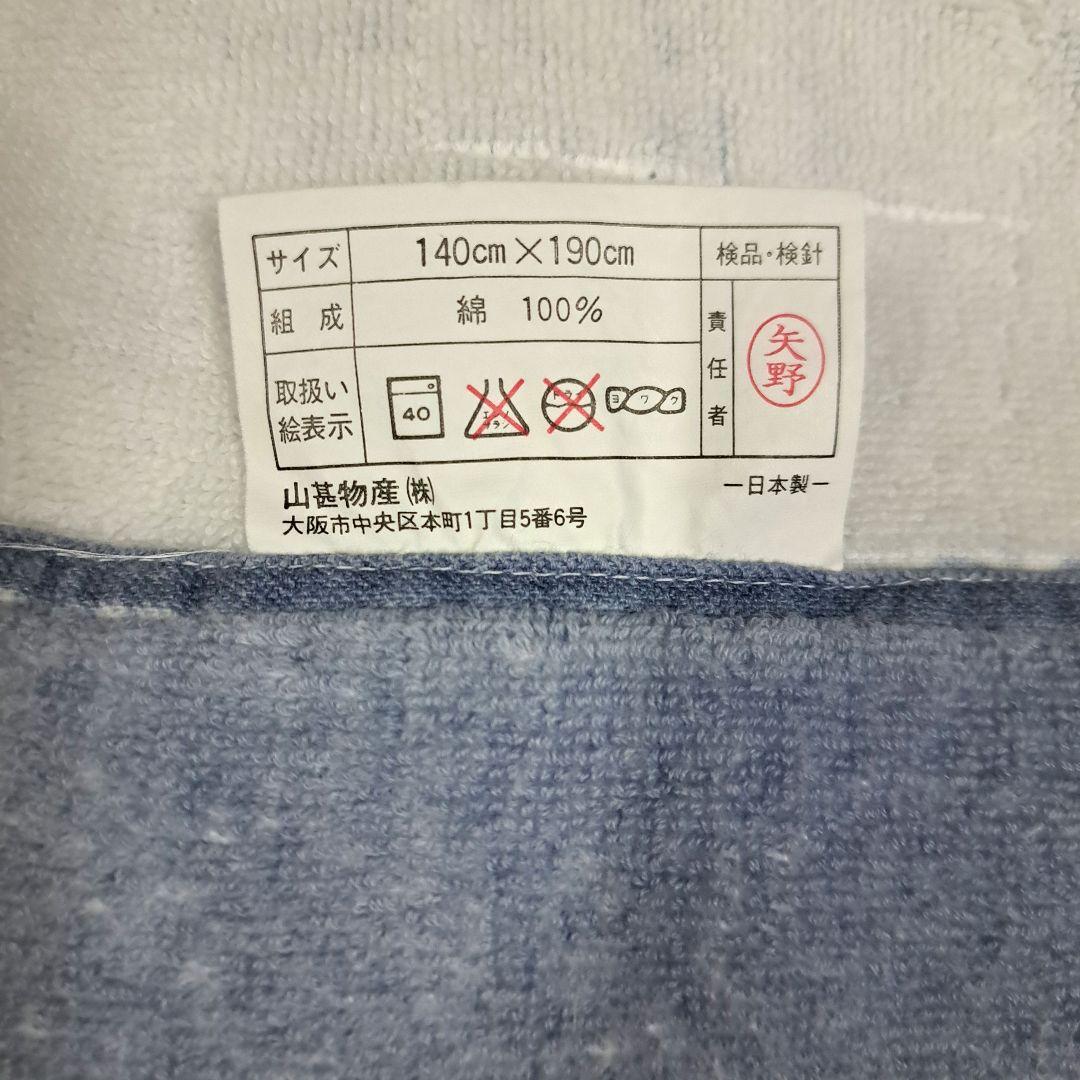 サイズ 140cm×190cm 検品・検針
組成 綿 100%
責任者 矢野
取扱い
絵表示
40 エンソサラシ ドライ ヨワク
山甚物産㈱
大阪市中央区本町1丁目5番6号
ー日本製ー